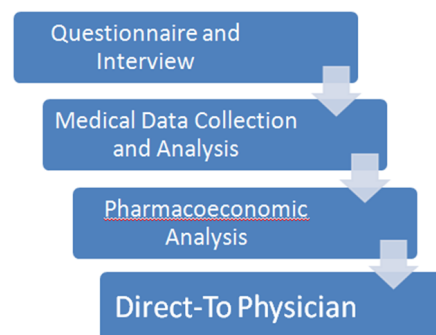 Questionnaire and
Interview
Medical Data Collection
and Analysis
Pharmacoeconomic
Analysis
Direct-To Physician